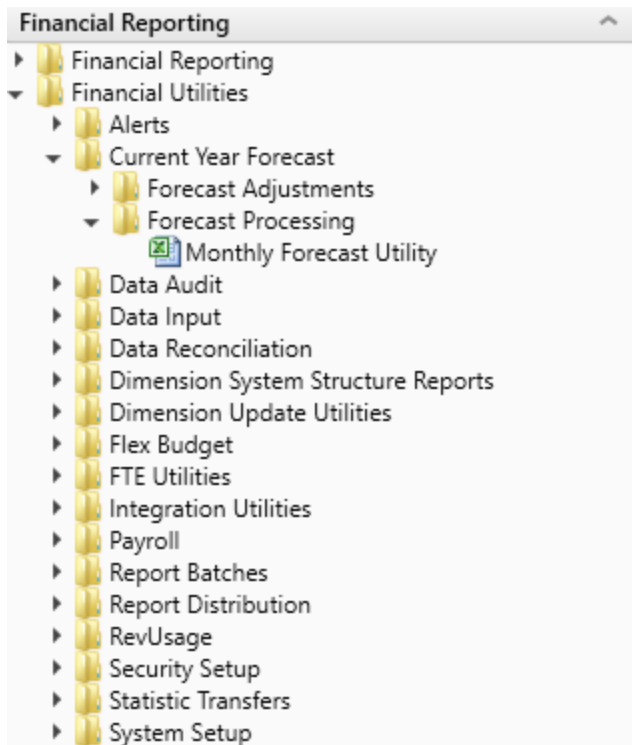 Financial Reporting
Financial Reporting
Financial Utilities
Alerts
Current Year Forecast
Forecast Adjustments
Forecast Processing
Monthly Forecast Utility
Data Audit
Data Input
Data Reconciliation
Dimension System Structure Reports
Dimension Update Utilities
Flex Budget
FTE Utilities
Integration Utilities
Payroll
Report Batches
Report Distribution
RevUsage
Security Setup
Statistic Transfers
System Setup